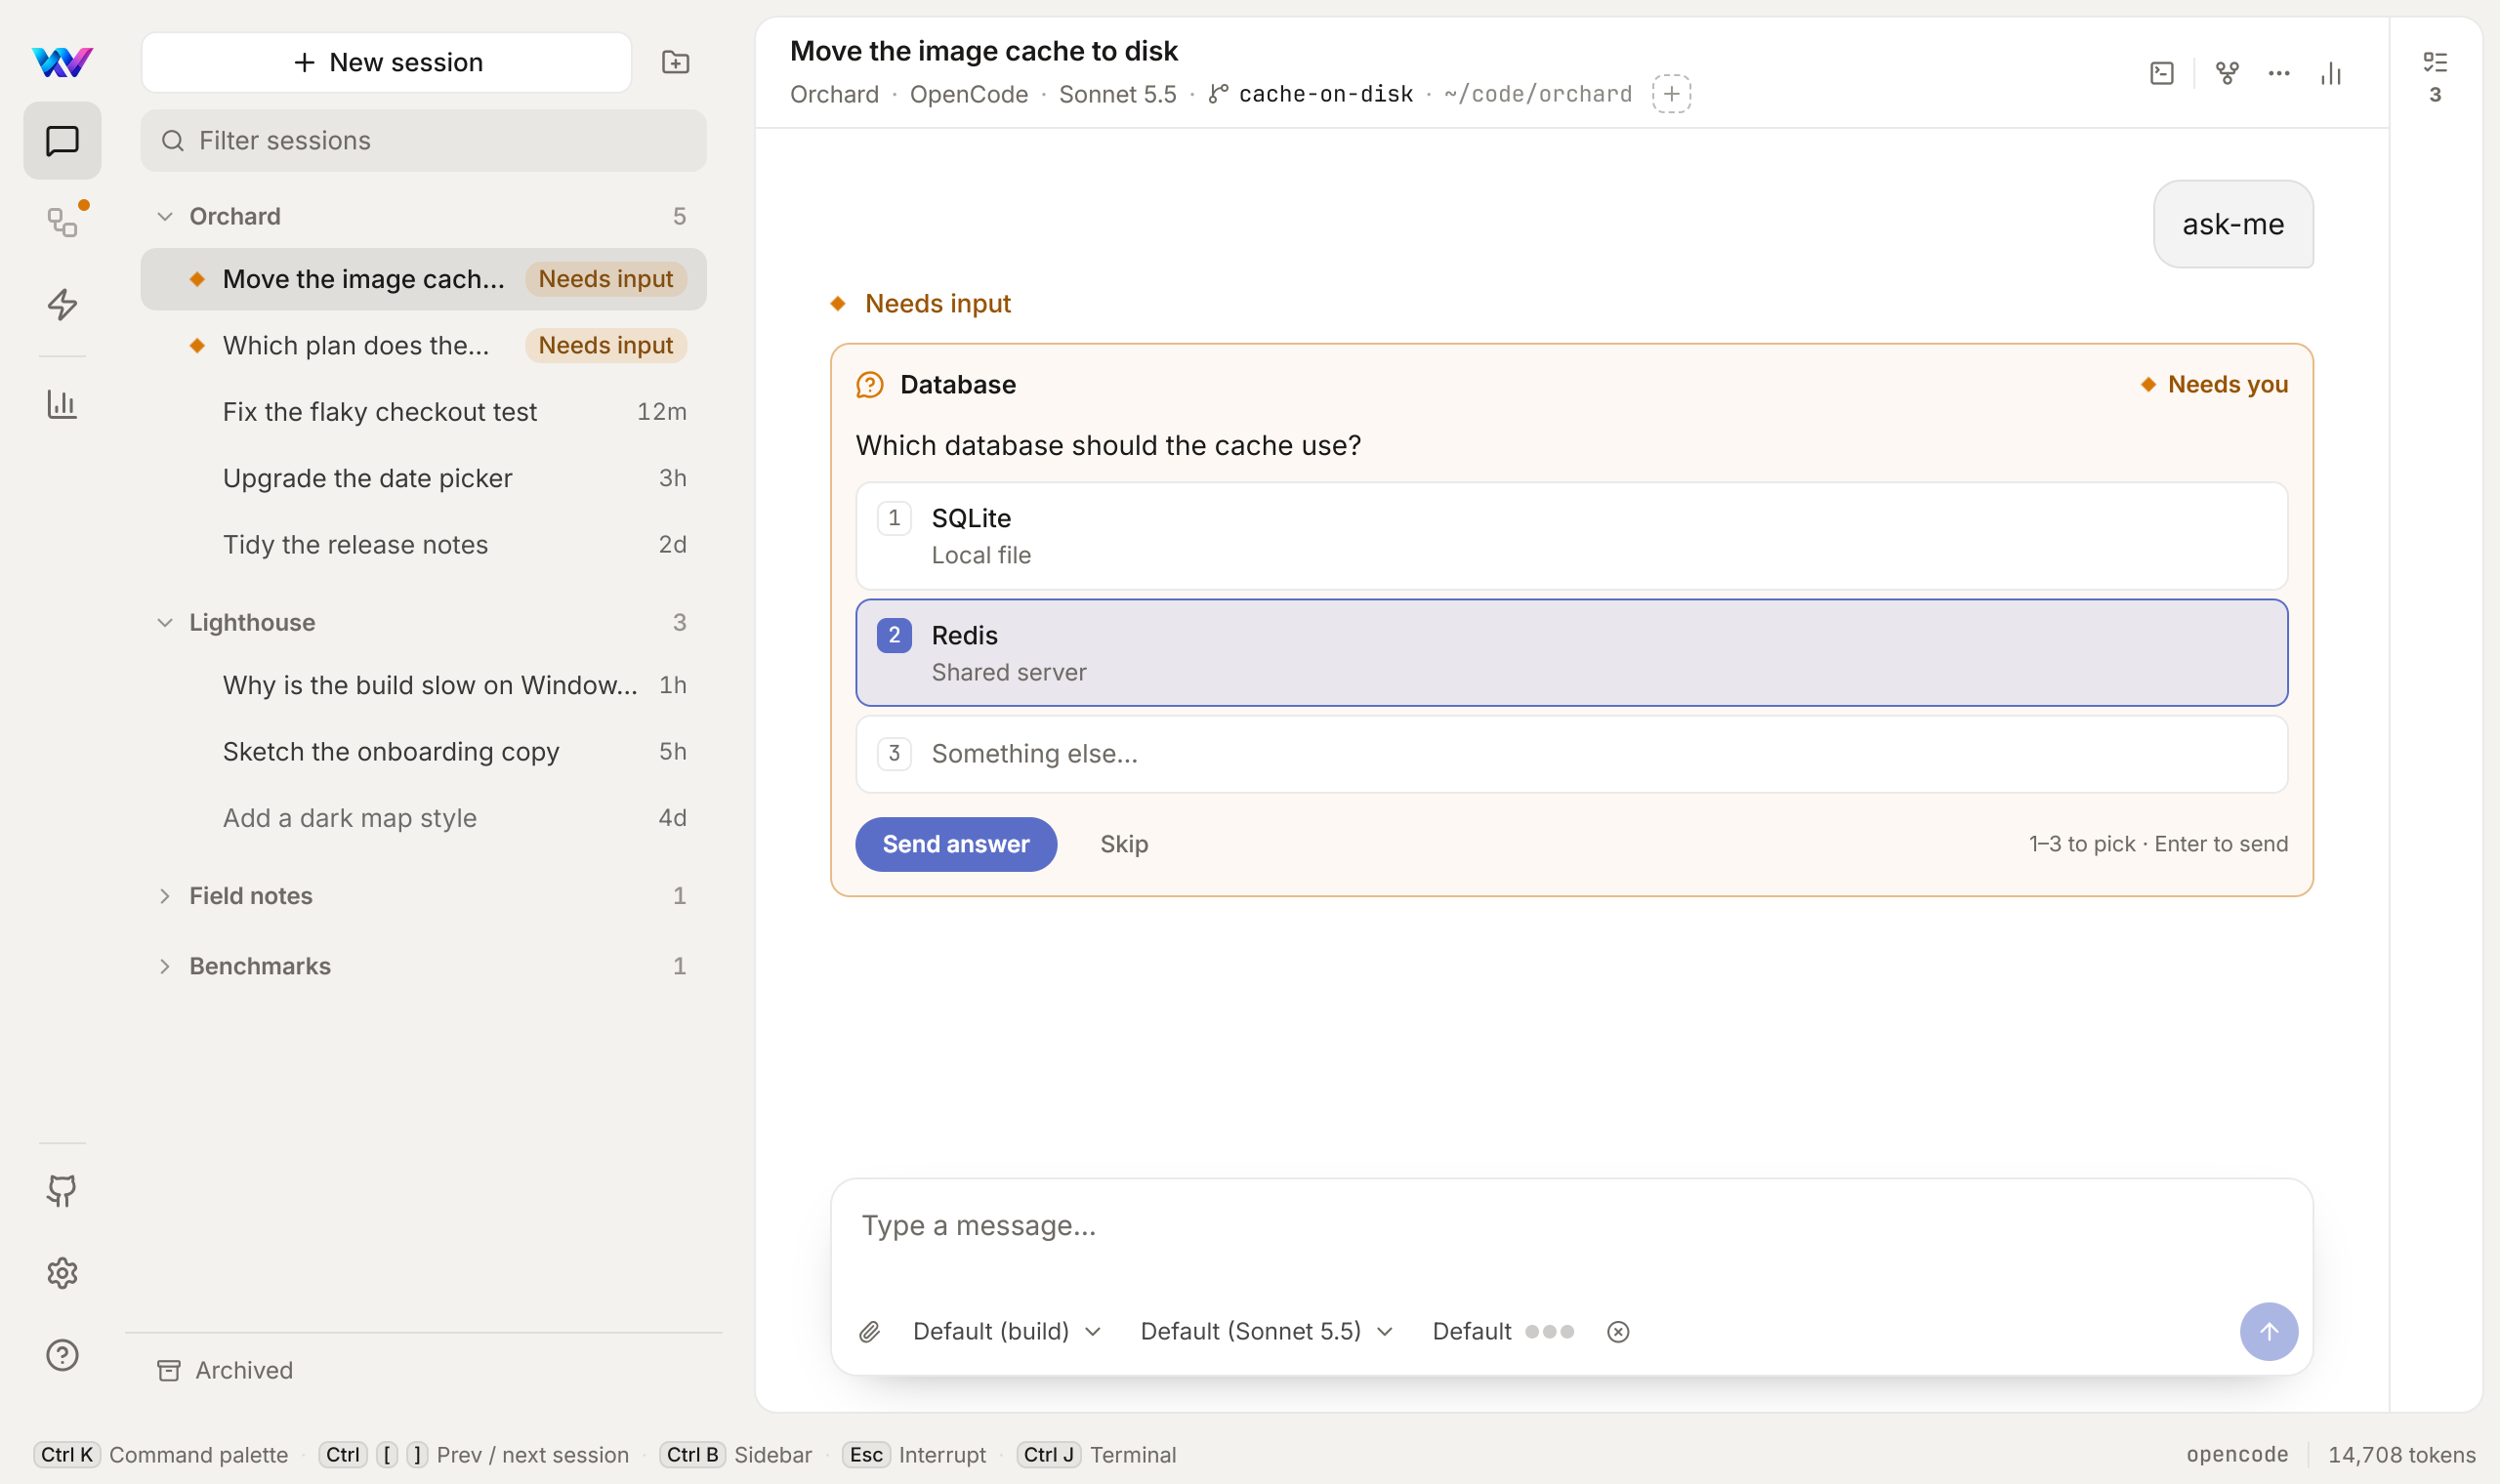 New session
Filter sessions
Orchard 5
Move the image cach... Needs input
Which plan does the... Needs input
Fix the flaky checkout test 12m
Upgrade the date picker 3h
Tidy the release notes 2d
Lighthouse 3
Why is the build slow on Window... 1h
Sketch the onboarding copy 5h
Add a dark map style 4d
Field notes 1
Benchmarks 1
Archived
Move the image cache to disk
Orchard · OpenCode · Sonnet 5.5 · cache-on-disk · ~/code/orchard
3
ask-me
Needs input
Database Needs you
Which database should the cache use?
1 SQLite
Local file
2 Redis
Shared server
3 Something else...
Send answer Skip 1–3 to pick · Enter to send
Type a message...
Default (build) Default (Sonnet 5.5) Default
Ctrl K Command palette · Ctrl [ ] Prev / next session · Ctrl B Sidebar · Esc Interrupt · Ctrl J Terminal
opencode 14,708 tokens